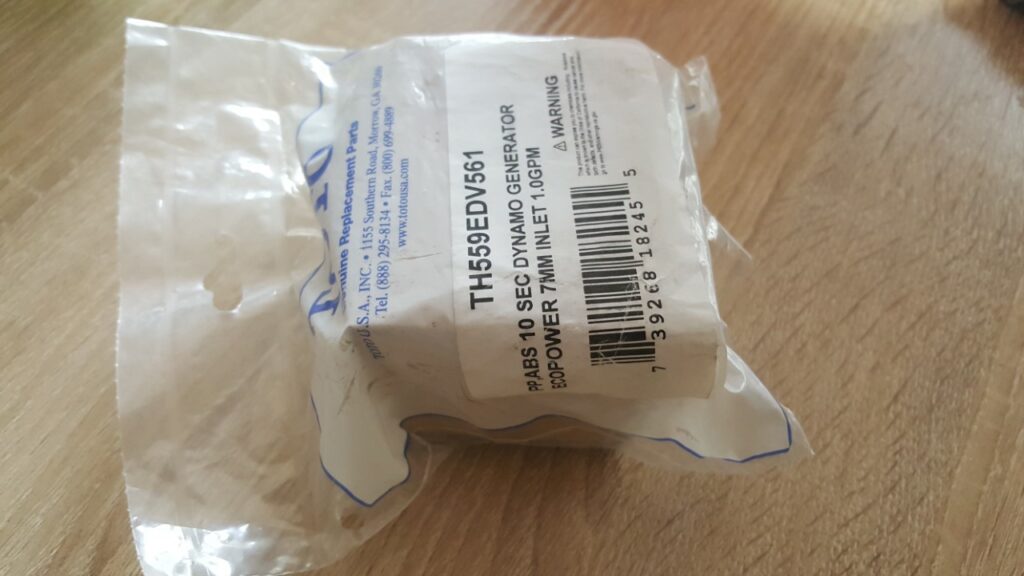 Genuine Replacement Parts
U.S.A., INC. • 1155 Southern Road, Morrow, GA 30260
Tel. (888) 295-8134 • Fax. (800) 699-4889
www.totousa.com
TH559EDV561
PP ABS 10 SEC DYNAMO GENERATOR
ECOPOWER 7MM INLET 1.0GPM
⚠ WARNING
7 39268 18245 5